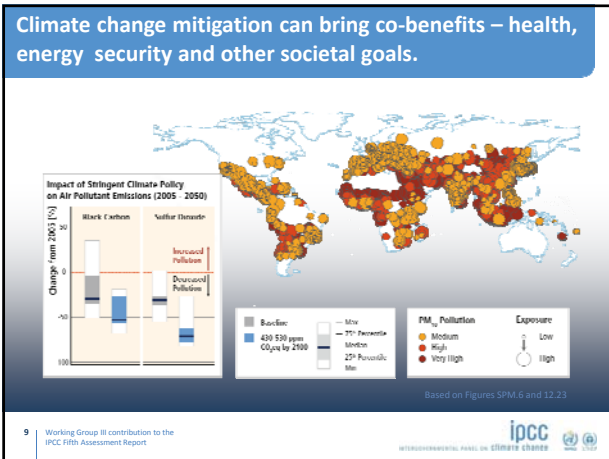 Climate change mitigation can bring co-benefits – health,
energy security and other societal goals.
Impact of Stringent Climate Policy
on Air Pollutant Emissions (2005 - 2050)
Black Carbon
Sulfur Dioxide
Change from 2005 (%)
50
Increased
Pollution
0
Decreased
Pollution
-50
100
Baseline
430 530 ppm
CO₂eq by 2100
Max
75th Percentile
Median
25th Percentile
Min
PM₁₀ Pollution
Exposure
Medium
Low
High
Very High
High
Based on Figures SPM.6 and 12.23
9
Working Group III contribution to the
IPCC Fifth Assessment Report
ipcc
INTERGOVERNMENTAL PANEL ON climate change